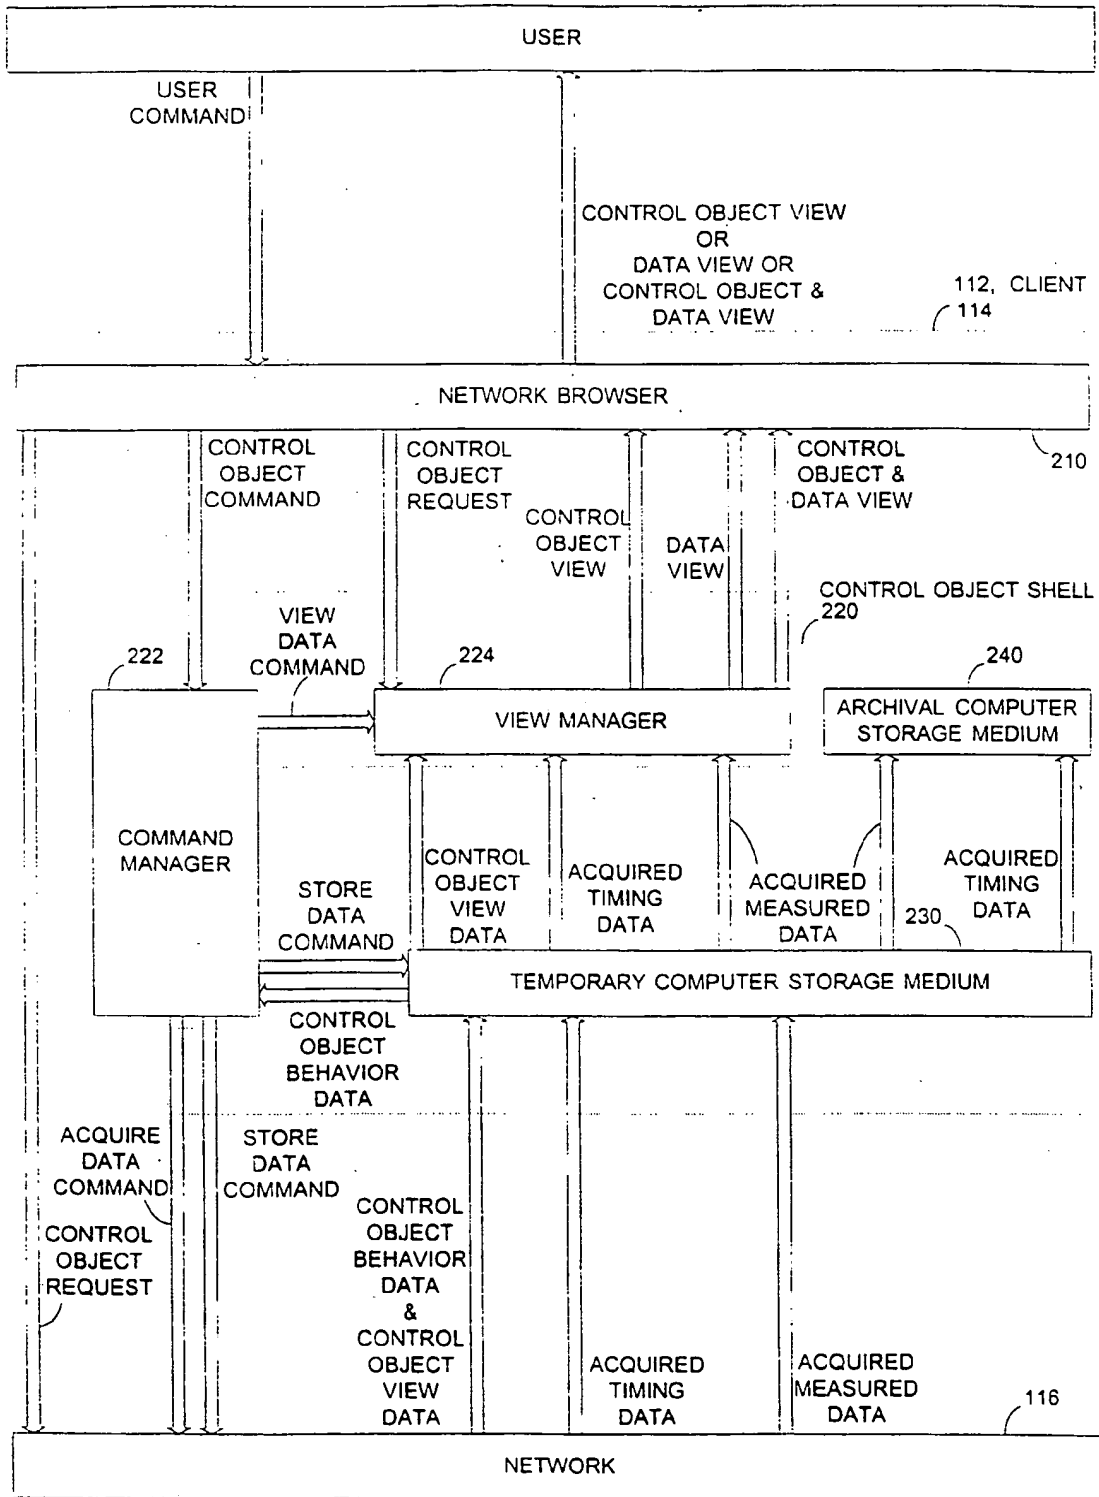 USER
USER
COMMAND
CONTROL OBJECT VIEW
OR
DATA VIEW OR
CONTROL OBJECT &
DATA VIEW
112, CLIENT
114
NETWORK BROWSER
210
CONTROL
OBJECT
COMMAND
CONTROL
OBJECT
REQUEST
CONTROL
OBJECT
VIEW
DATA
VIEW
CONTROL
OBJECT &
DATA VIEW
CONTROL OBJECT SHELL
220
VIEW
DATA
COMMAND
222
224
240
VIEW MANAGER
ARCHIVAL COMPUTER
STORAGE MEDIUM
COMMAND
MANAGER
STORE
DATA
COMMAND
CONTROL
OBJECT
VIEW
DATA
ACQUIRED
TIMING
DATA
ACQUIRED
MEASURED
DATA
ACQUIRED
TIMING
DATA
230
TEMPORARY COMPUTER STORAGE MEDIUM
CONTROL
OBJECT
BEHAVIOR
DATA
ACQUIRE
DATA
COMMAND
STORE
DATA
COMMAND
CONTROL
OBJECT
REQUEST
CONTROL
OBJECT
BEHAVIOR
DATA
&
CONTROL
OBJECT
VIEW
DATA
ACQUIRED
TIMING
DATA
ACQUIRED
MEASURED
DATA
116
NETWORK